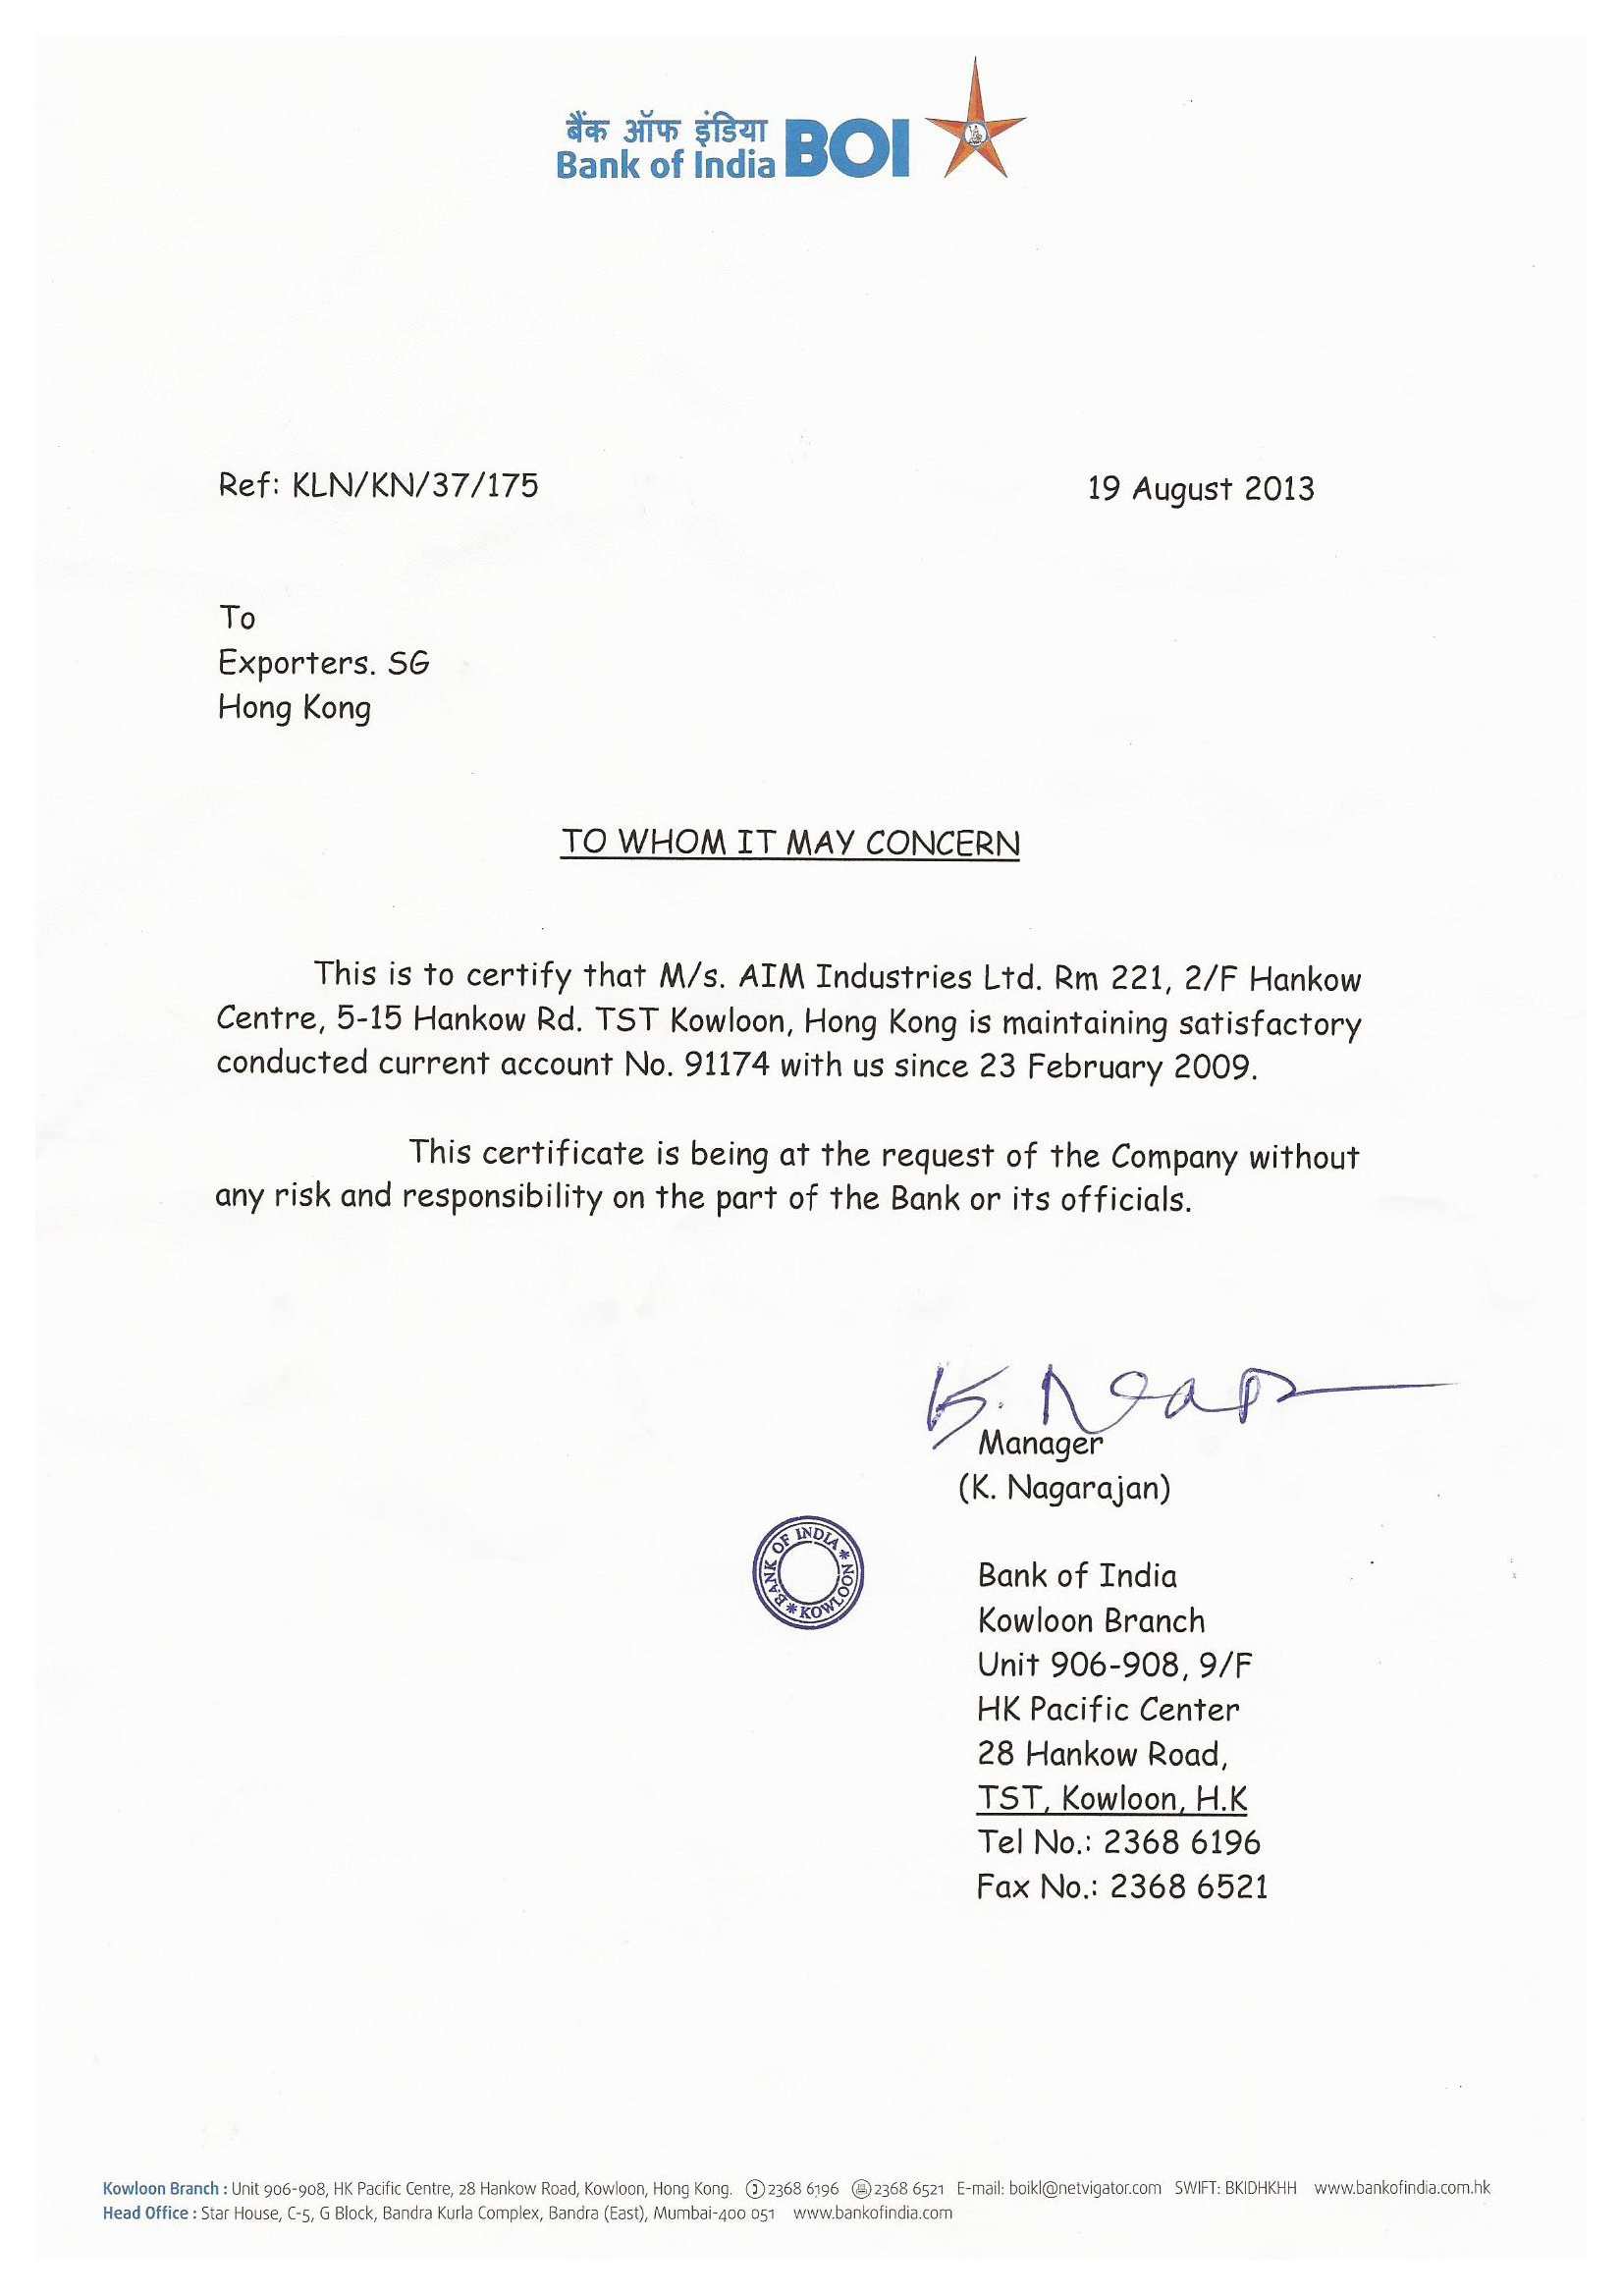 बैंक ऑफ इंडिया
Bank of India BOI
Ref: KLN/KN/37/175
19 August 2013
To
Exporters. SG
Hong Kong
TO WHOM IT MAY CONCERN
This is to certify that M/s. AIM Industries Ltd. Rm 221, 2/F Hankow
Centre, 5-15 Hankow Rd. TST Kowloon, Hong Kong is maintaining satisfactory
conducted current account No. 91174 with us since 23 February 2009.
This certificate is being at the request of the Company without
any risk and responsibility on the part of the Bank or its officials.
Manager
(K. Nagarajan)
BANK OF INDIA * KOWLOON *
Bank of India
Kowloon Branch
Unit 906-908, 9/F
HK Pacific Center
28 Hankow Road,
TST, Kowloon, H.K
Tel No.: 2368 6196
Fax No.: 2368 6521
Kowloon Branch : Unit 906-908, HK Pacific Centre, 28 Hankow Road, Kowloon, Hong Kong. 2368 6196 2368 6521 E-mail: boikl@netvigator.com SWIFT: BKIDHKHH www.bankofindia.com.hk
Head Office : Star House, C-5, G Block, Bandra Kurla Complex, Bandra (East), Mumbai-400 051 www.bankofindia.com